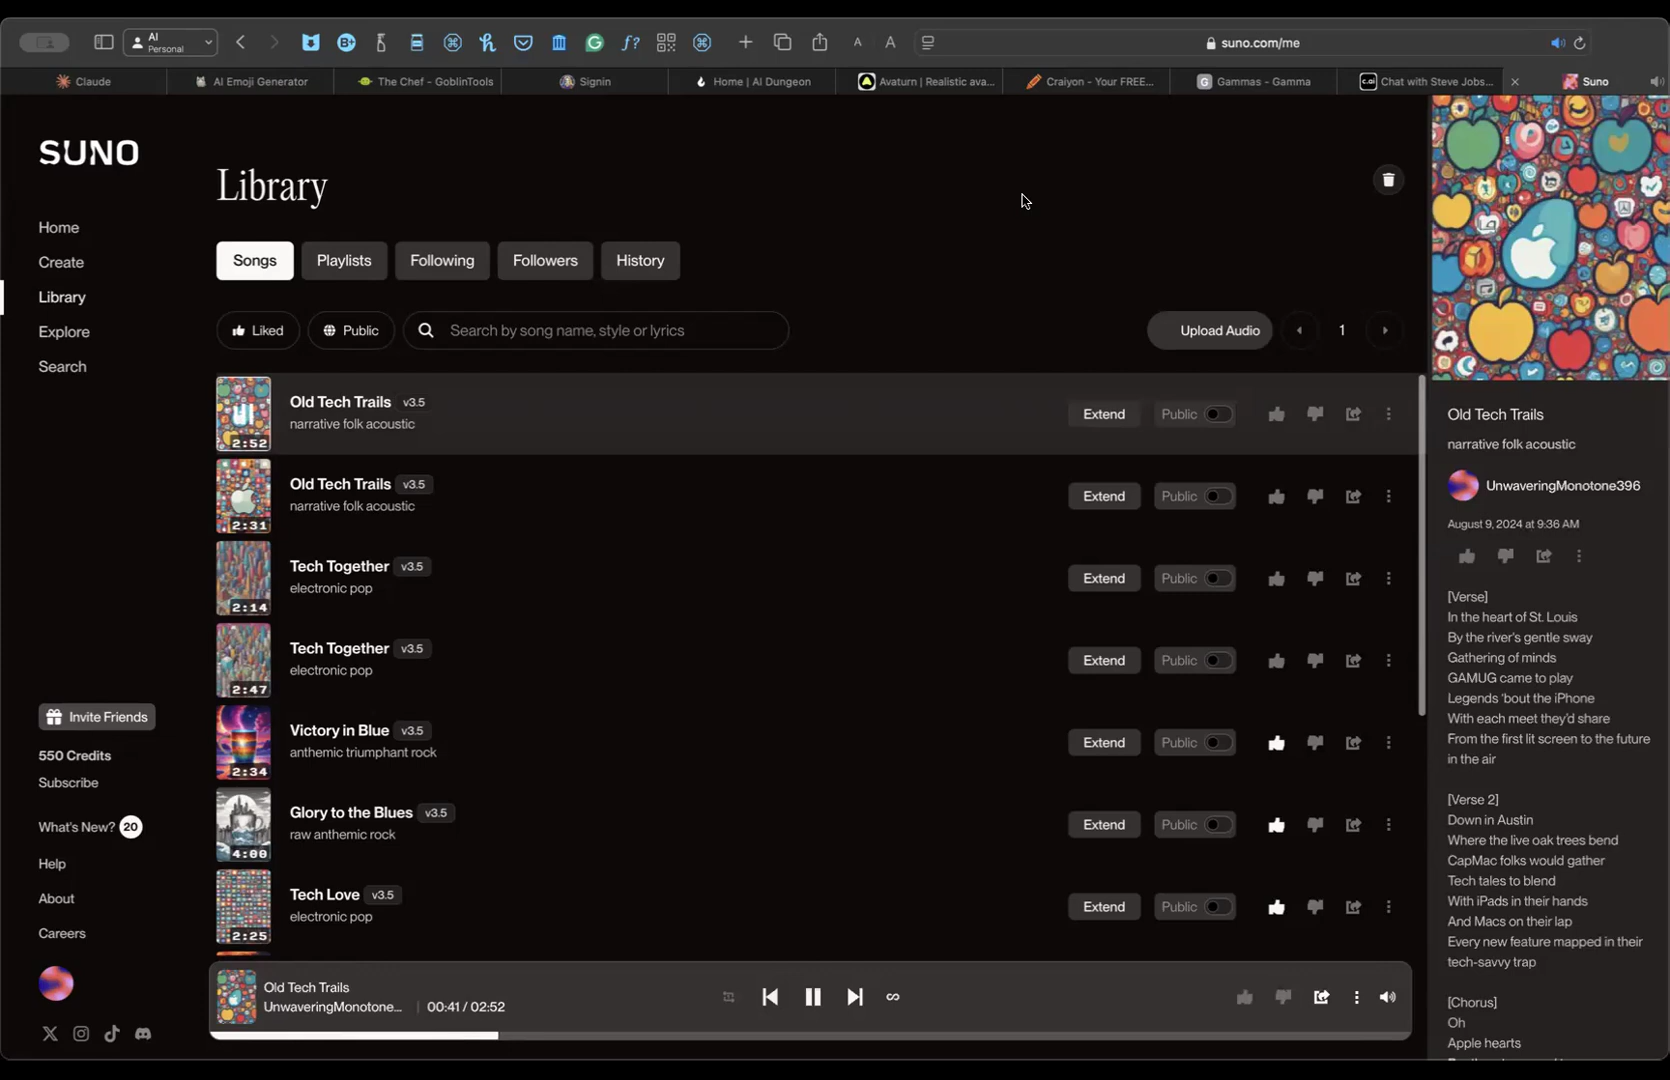 AI
Personal
suno.com/me
Claude
AI Emoji Generator
The Chef - GoblinTools
Signin
Home | AI Dungeon
Avaturn | Realistic ava...
Craiyon - Your FREE...
Gammas - Gamma
Chat with Steve Jobs...
Suno
SUNO
Home
Create
Library
Explore
Search
Invite Friends
550 Credits
Subscribe
What's New? 20
Help
About
Careers
Library
Songs
Playlists
Following
Followers
History
Liked
Public
Search by song name, style or lyrics
Upload Audio
1
2:52
Old Tech Trails v3.5
narrative folk acoustic
Extend
Public
2:31
Old Tech Trails v3.5
narrative folk acoustic
Extend
Public
2:14
Tech Together v3.5
electronic pop
Extend
Public
2:47
Tech Together v3.5
electronic pop
Extend
Public
2:34
Victory in Blue v3.5
anthemic triumphant rock
Extend
Public
4:00
Glory to the Blues v3.5
raw anthemic rock
Extend
Public
2:25
Tech Love v3.5
electronic pop
Extend
Public
Old Tech Trails
UnwaveringMonotone...
00:41 / 02:52
Old Tech Trails
narrative folk acoustic
UnwaveringMonotone396
August 9, 2024 at 9:36 AM
[Verse]
In the heart of St. Louis
By the river's gentle sway
Gathering of minds
GAMUG came to play
Legends 'bout the iPhone
With each meet they'd share
From the first lit screen to the future
in the air
[Verse 2]
Down in Austin
Where the live oak trees bend
CapMac folks would gather
Tech tales to blend
With iPads in their hands
And Macs on their lap
Every new feature mapped in their
tech-savvy trap
[Chorus]
Oh
Apple hearts